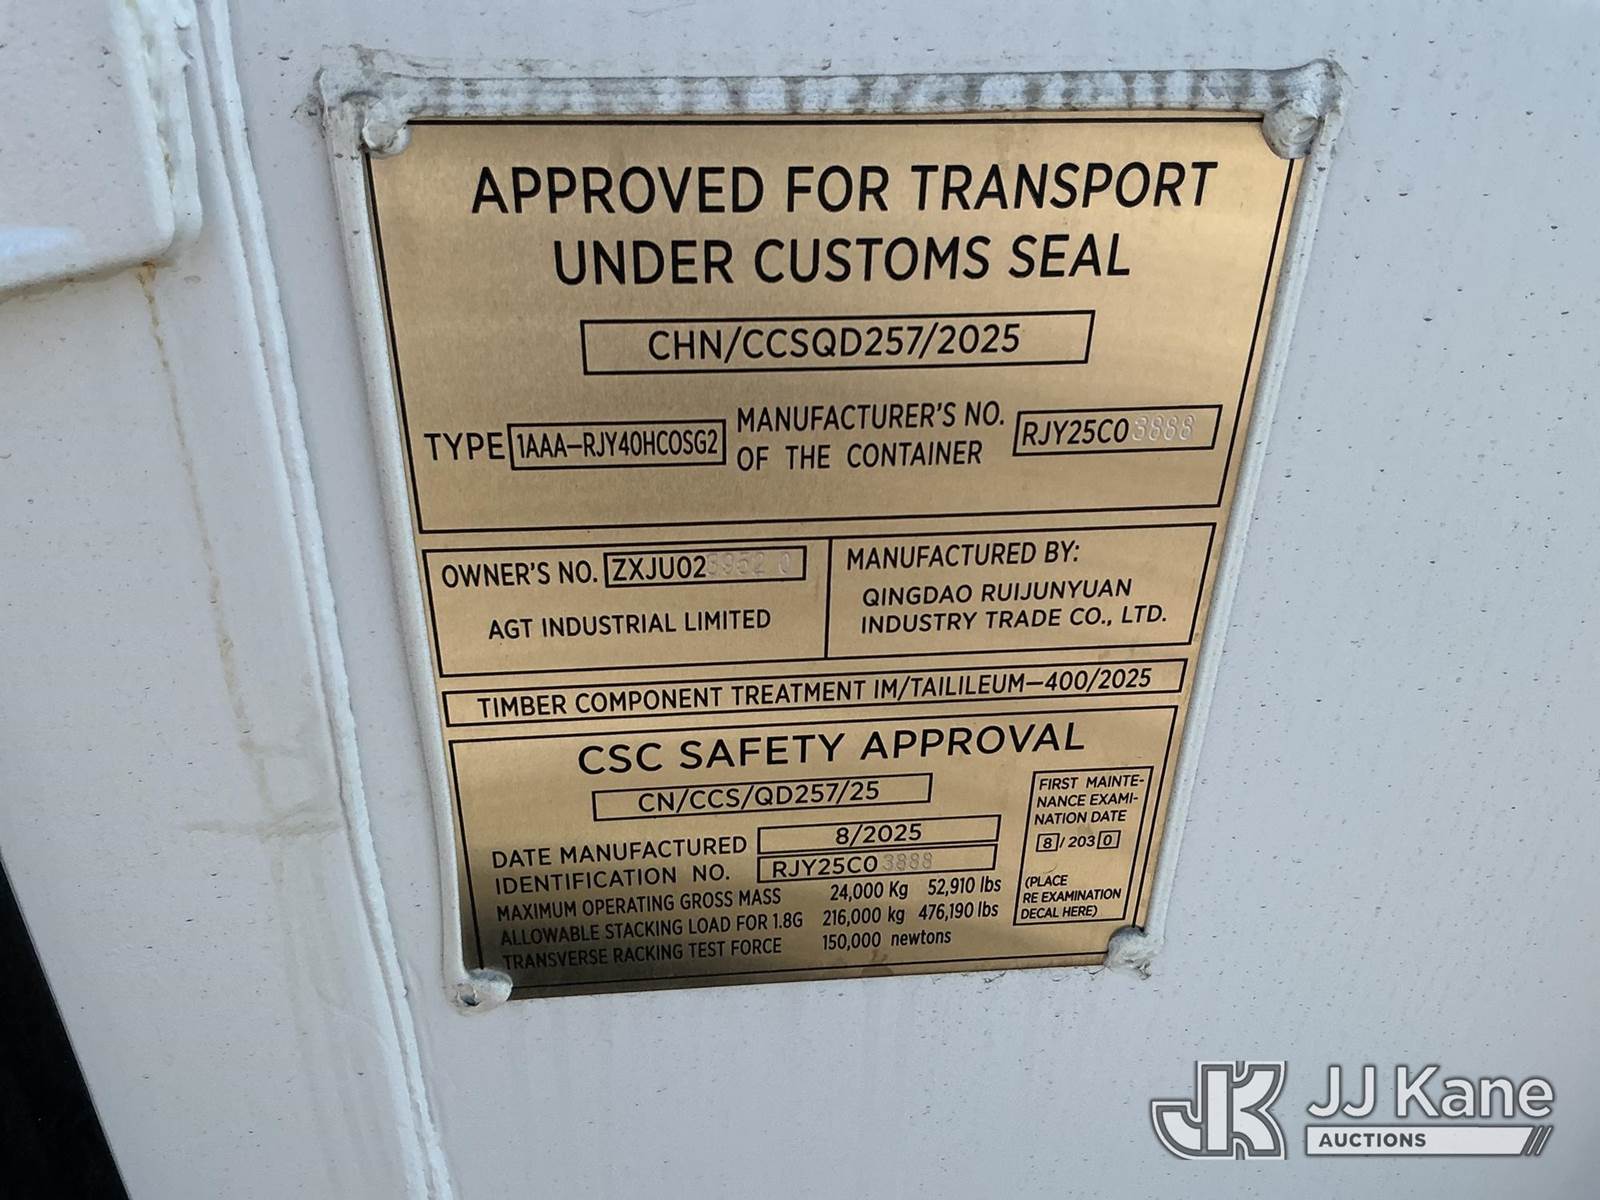 APPROVED FOR TRANSPORT
UNDER CUSTOMS SEAL
CHN/CCSQD257/2025
TYPE 1AAA-RJY40HCOSG2
MANUFACTURER'S NO.
OF THE CONTAINER
RJY25C03888
OWNER'S NO. ZXJU0239520
AGT INDUSTRIAL LIMITED
MANUFACTURED BY:
QINGDAO RUIJUNYUAN
INDUSTRY TRADE CO., LTD.
TIMBER COMPONENT TREATMENT IM/TAILILEUM-400/2025
CSC SAFETY APPROVAL
CN/CCS/QD257/25
DATE MANUFACTURED 8/2025
IDENTIFICATION NO. RJY25C03888
MAXIMUM OPERATING GROSS MASS 24,000 Kg 52,910 lbs
ALLOWABLE STACKING LOAD FOR 1.8G 216,000 kg 476,190 lbs
TRANSVERSE RACKING TEST FORCE 150,000 newtons
FIRST MAINTE-
NANCE EXAMI-
NATION DATE
8/2030
(PLACE
RE EXAMINATION
DECAL HERE)
JK JJ Kane
AUCTIONS